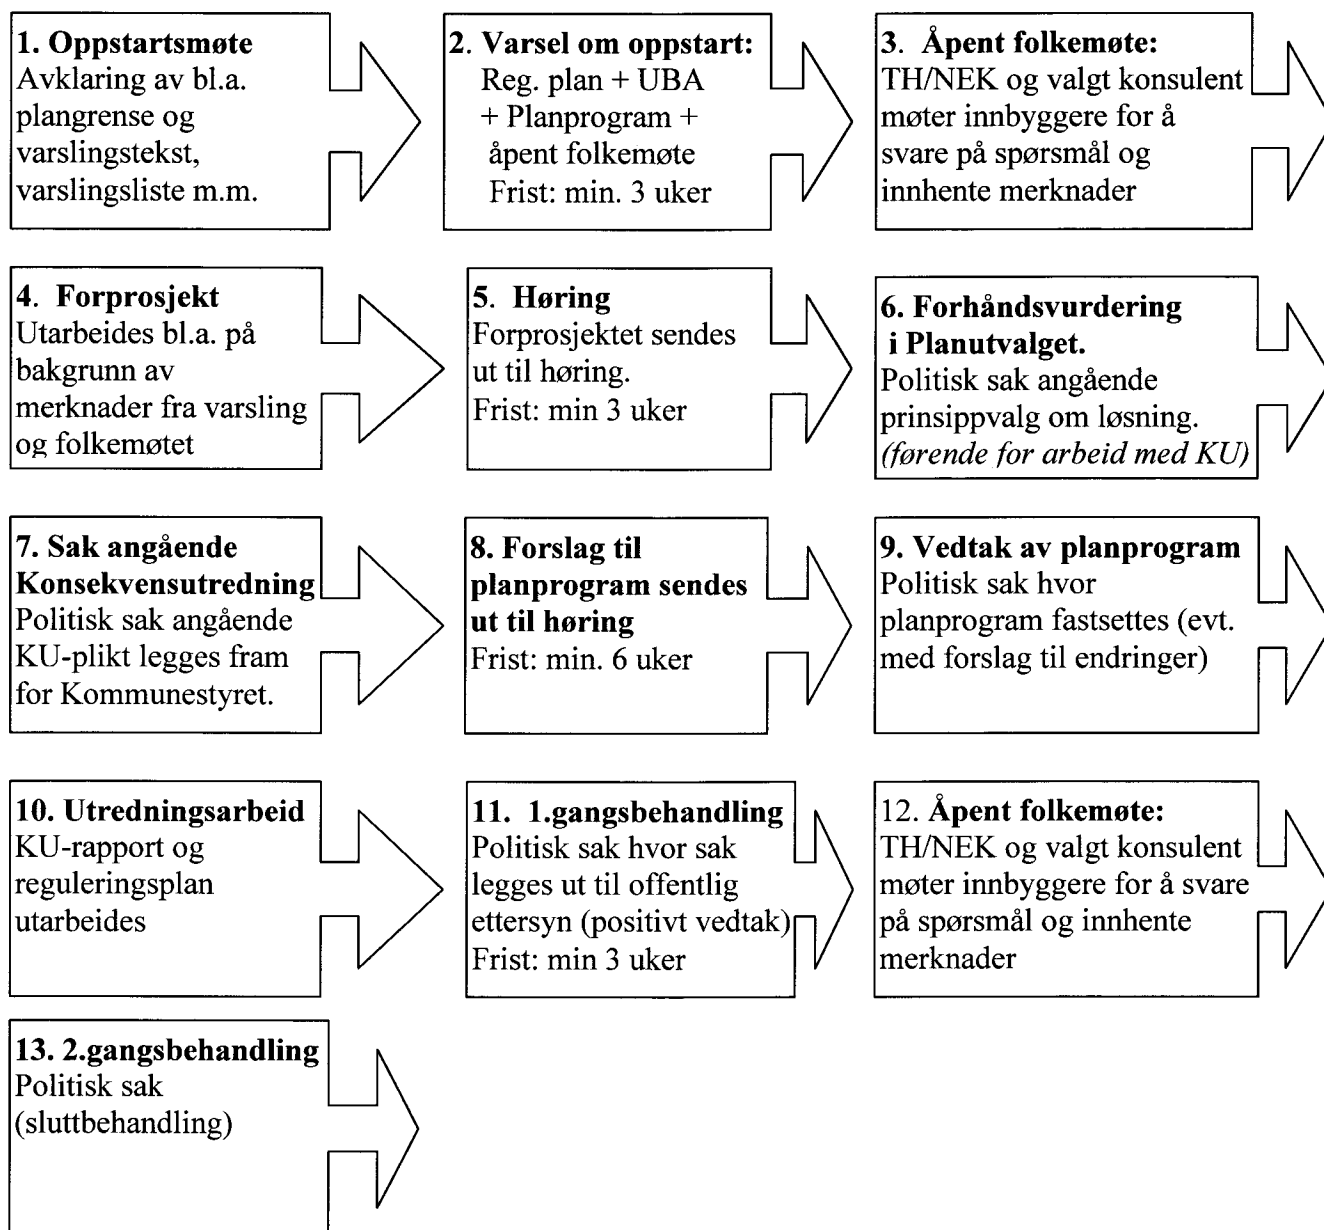 1. Oppstartsmøte
Avklaring av bl.a.
plangrense og
varslingstekst,
varslingsliste m.m.
2. Varsel om oppstart:
Reg. plan + UBA
+ Planprogram +
åpent folkemøte
Frist: min. 3 uker
3. Åpent folkemøte:
TH/NEK og valgt konsulent
møter innbyggere for å
svare på spørsmål og
innhente merknader
4. Forprosjekt
Utarbeides bl.a. på
bakgrunn av
merknader fra varsling
og folkemøtet
5. Høring
Forprosjektet sendes
ut til høring.
Frist: min 3 uker
6. Forhåndsvurdering
i Planutvalget.
Politisk sak angående
prinsippvalg om løsning.
(førende for arbeid med KU)
7. Sak angående
Konsekvensutredning
Politisk sak angående
KU-plikt legges fram
for Kommunestyret.
8. Forslag til
planprogram sendes
ut til høring
Frist: min. 6 uker
9. Vedtak av planprogram
Politisk sak hvor
planprogram fastsettes (evt.
med forslag til endringer)
10. Utredningsarbeid
KU-rapport og
reguleringsplan
utarbeides
11. 1.gangsbehandling
Politisk sak hvor sak
legges ut til offentlig
ettersyn (positivt vedtak)
Frist: min 3 uker
12. Åpent folkemøte:
TH/NEK og valgt konsulent
møter innbyggere for å svare
på spørsmål og innhente
merknader
13. 2.gangsbehandling
Politisk sak
(sluttbehandling)